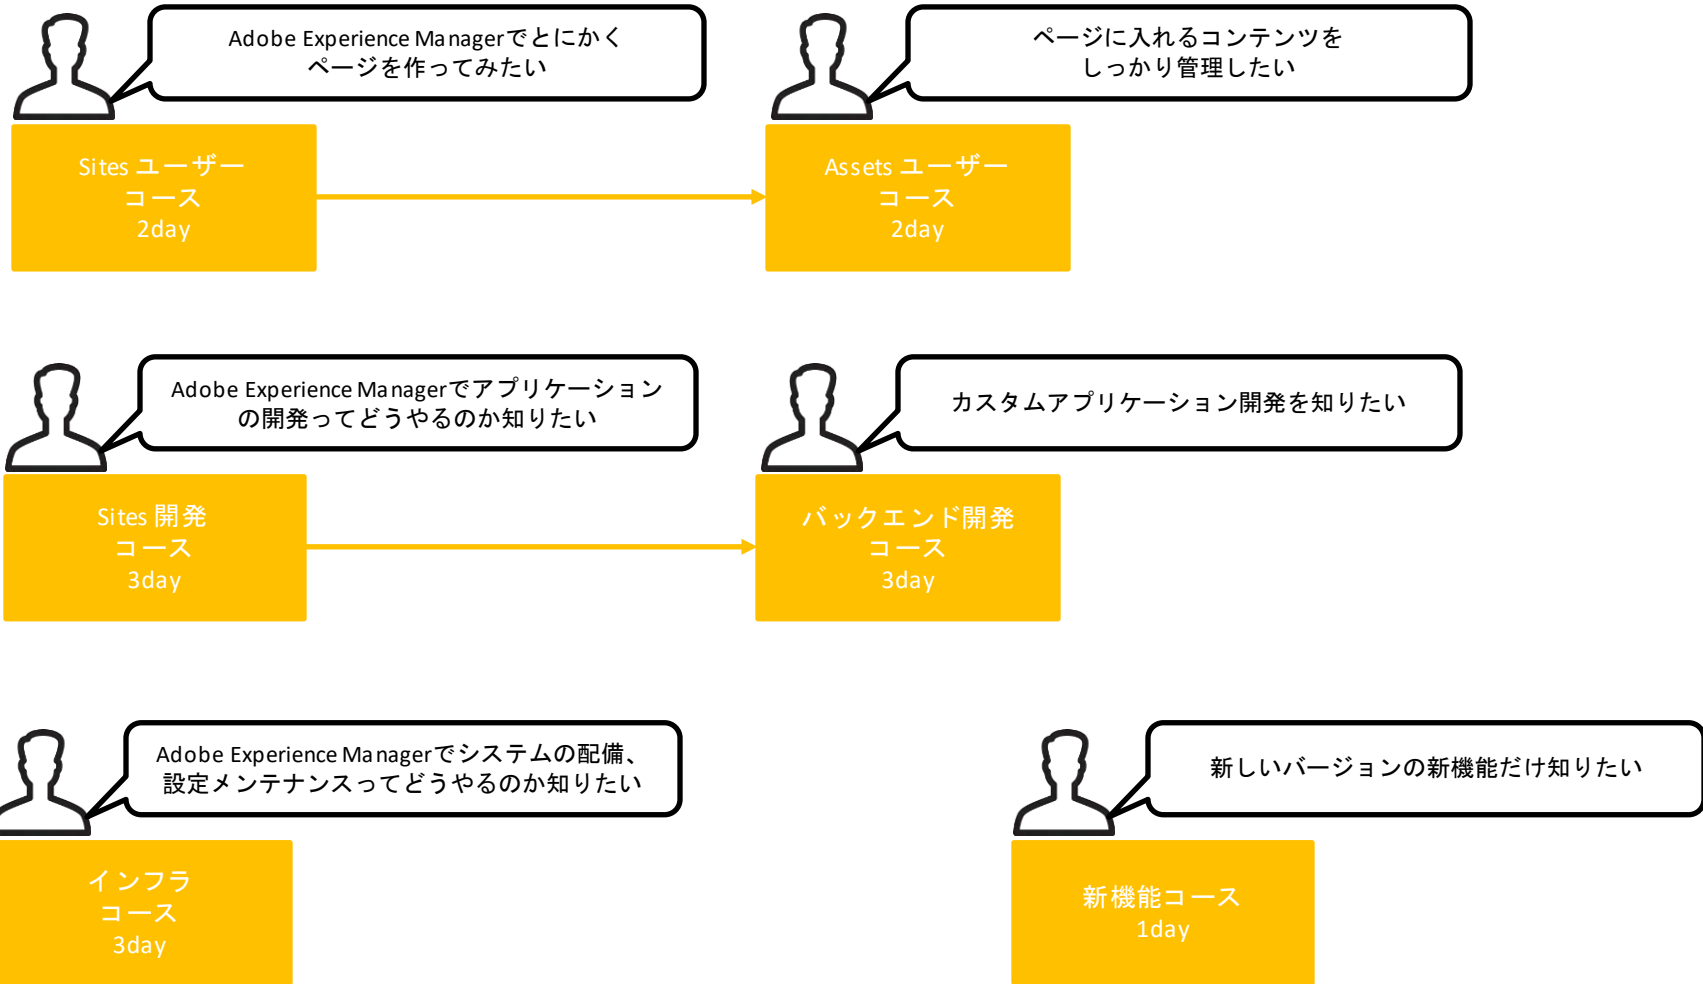 Adobe Experience Managerでとにかく
ページを作ってみたい
ページに入れるコンテンツを
しっかり管理したい
Sites ユーザー
コース
2day
Assets ユーザー
コース
2day
Adobe Experience Managerでアプリケーション
の開発ってどうやるのか知りたい
カスタムアプリケーション開発を知りたい
Sites 開発
コース
3day
バックエンド開発
コース
3day
Adobe Experience Managerでシステムの配備、
設定メンテナンスってどうやるのか知りたい
新しいバージョンの新機能だけ知りたい
インフラ
コース
3day
新機能コース
1day